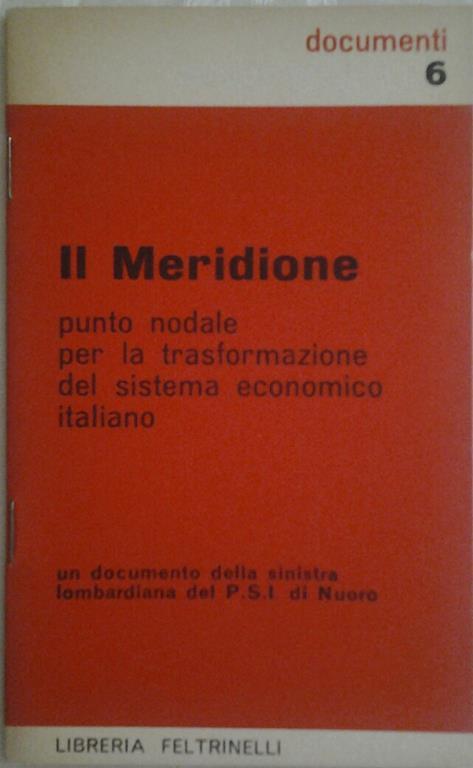 documenti
6
Il Meridione
punto nodale
per la trasformazione
del sistema economico
italiano
un documento della sinistra
lombardiana del P.S.I. di Nuoro
LIBRERIA FELTRINELLI